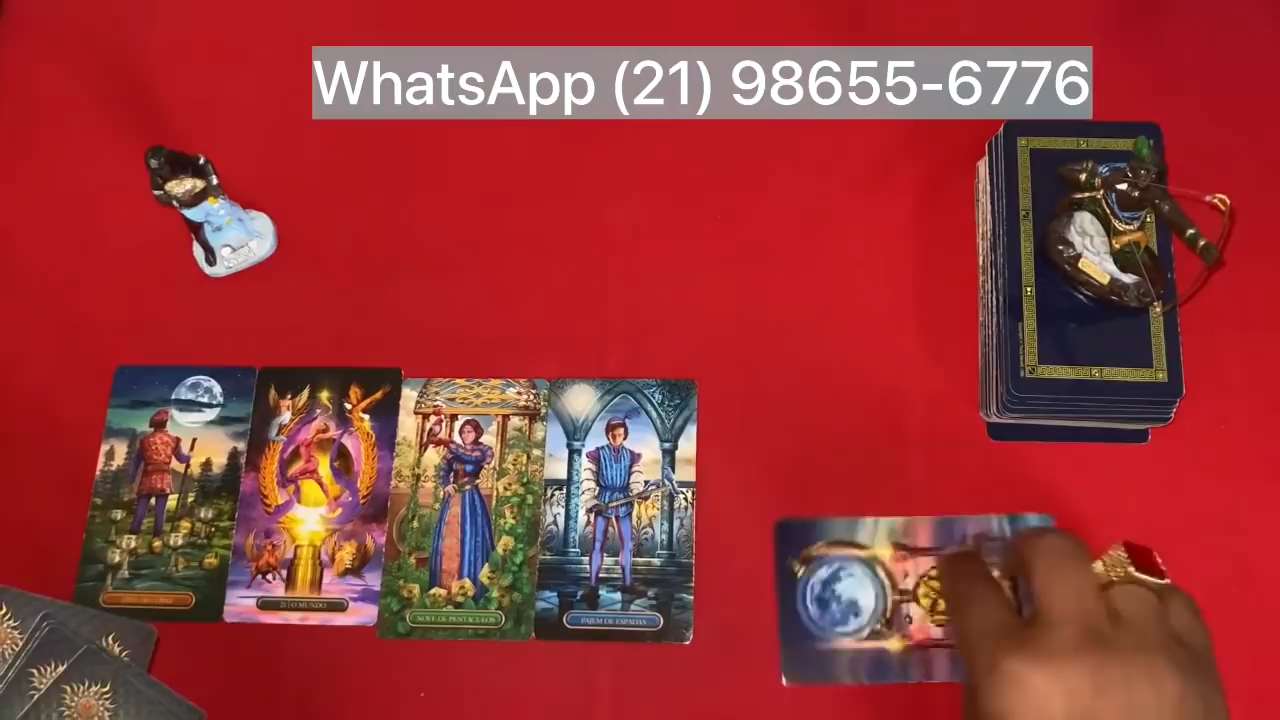 WhatsApp (21) 98655-6776
21 | O MUNDO
NOVE DE PENTÁCULOS
PAJEM DE ESPADAS